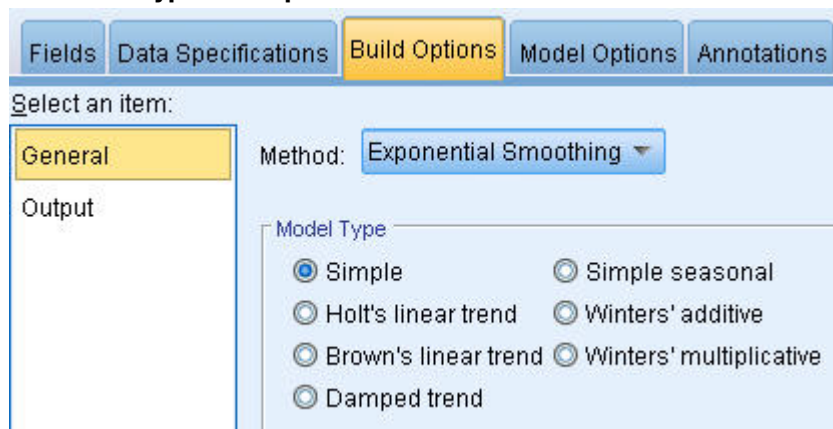 Fields Data Specifications Build Options Model Options Annotations
Select an item:
General
Output
Method: Exponential Smoothing
Model Type
Simple Simple seasonal
Holt's linear trend Winters' additive
Brown's linear trend Winters' multiplicative
Damped trend